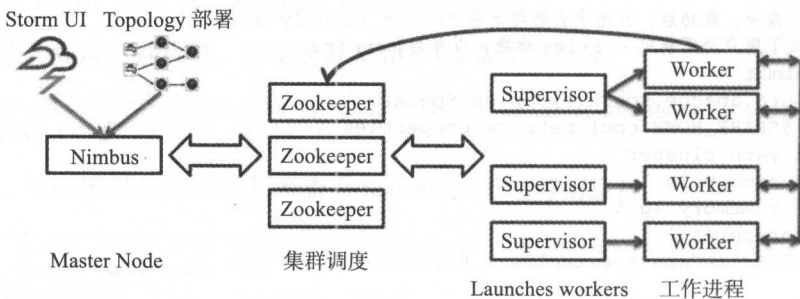 Storm UI Topology 部署
Nimbus
Master Node
Zookeeper
Zookeeper
Zookeeper
集群调度
Supervisor
Supervisor
Supervisor
Launches workers
Worker
Worker
Worker
Worker
工作进程